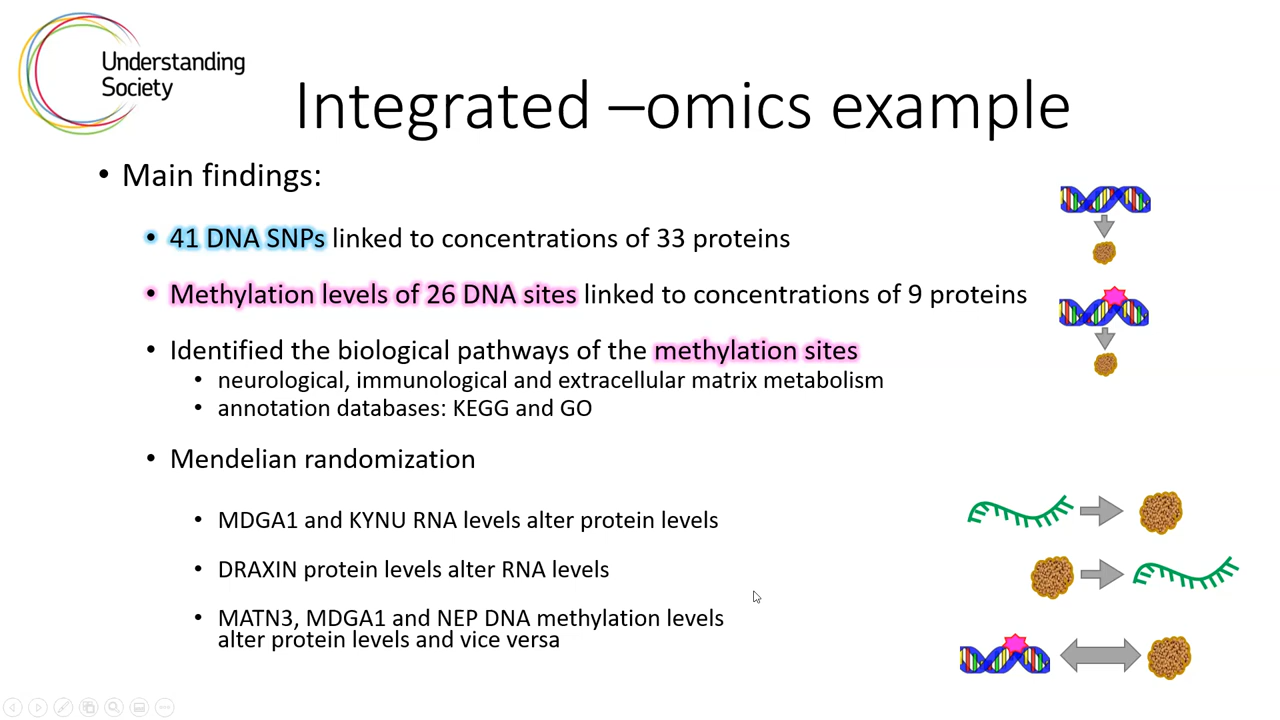 Understanding
Society
Integrated –omics example
• Main findings:
• 41 DNA SNPs linked to concentrations of 33 proteins
• Methylation levels of 26 DNA sites linked to concentrations of 9 proteins
• Identified the biological pathways of the methylation sites
• neurological, immunological and extracellular matrix metabolism
• annotation databases: KEGG and GO
• Mendelian randomization
• MDGA1 and KYNU RNA levels alter protein levels
• DRAXIN protein levels alter RNA levels
• MATN3, MDGA1 and NEP DNA methylation levels
alter protein levels and vice versa